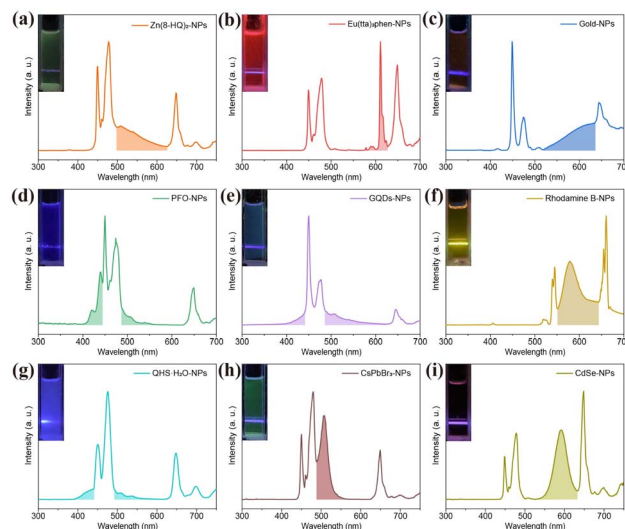 (a) Zn(8-HQ)₂-NPs
Intensity (a. u.)
300 400 500 600 700
Wavelength (nm)
(b) Eu(tta)₃phen-NPs
Intensity (a. u.)
300 400 500 600 700
Wavelength (nm)
(c) Gold-NPs
Intensity (a. u.)
300 400 500 600 700
Wavelength (nm)
(d) PFO-NPs
Intensity (a. u.)
300 400 500 600 700
Wavelength (nm)
(e) GQDs-NPs
Intensity (a. u.)
300 400 500 600 700
Wavelength (nm)
(f) Rhodamine B-NPs
Intensity (a. u.)
300 400 500 600 700
Wavelength (nm)
(g) QHS·H₂O-NPs
Intensity (a. u.)
300 400 500 600 700
Wavelength (nm)
(h) CsPbBr₃-NPs
Intensity (a. u.)
300 400 500 600 700
Wavelength (nm)
(i) CdSe-NPs
Intensity (a. u.)
300 400 500 600 700
Wavelength (nm)